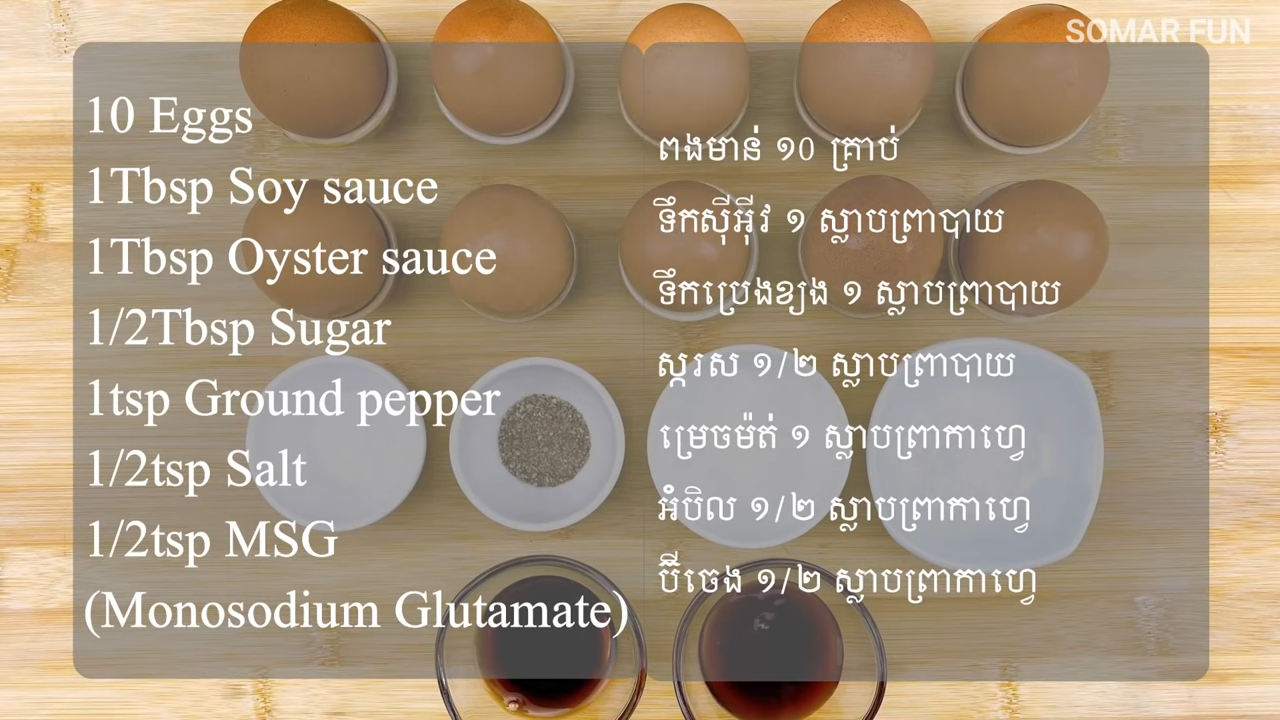 SOMAR FUN
10 Eggs
1Tbsp Soy sauce
1Tbsp Oyster sauce
1/2Tbsp Sugar
1tsp Ground pepper
1/2tsp Salt
1/2tsp MSG
(Monosodium Glutamate)
ពងមាន់ ១០ គ្រាប់
ទឹកស៊ីអ៊ីវ ១ ស្លាបព្រាបាយ
ទឹកប្រេងខ្យង ១ ស្លាបព្រាបាយ
ស្ករស ១/២ ស្លាបព្រាបាយ
ម្រេចម៉ត់ ១ ស្លាបព្រាកាហ្វេ
អំបិល ១/២ ស្លាបព្រាកាហ្វេ
ប៊ីចេង ១/២ ស្លាបព្រាកាហ្វេ